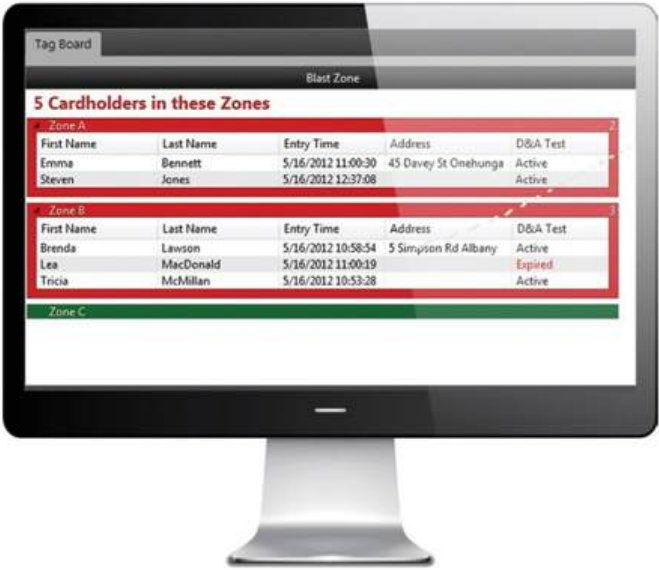 Tag Board
Blast Zone
5 Cardholders in these Zones
Zone A 2
First Name Last Name Entry Time Address D&A Test
Emma Bennett 5/16/2012 11:00:30 45 Davey St Onehunga Active
Steven Jones 5/16/2012 12:37:08 Active
Zone B 3
First Name Last Name Entry Time Address D&A Test
Brenda Lawson 5/16/2012 10:58:54 5 Simpson Rd Albany Active
Lea MacDonald 5/16/2012 11:00:19 Expired
Tricia McMillan 5/16/2012 10:53:28 Active
Zone C